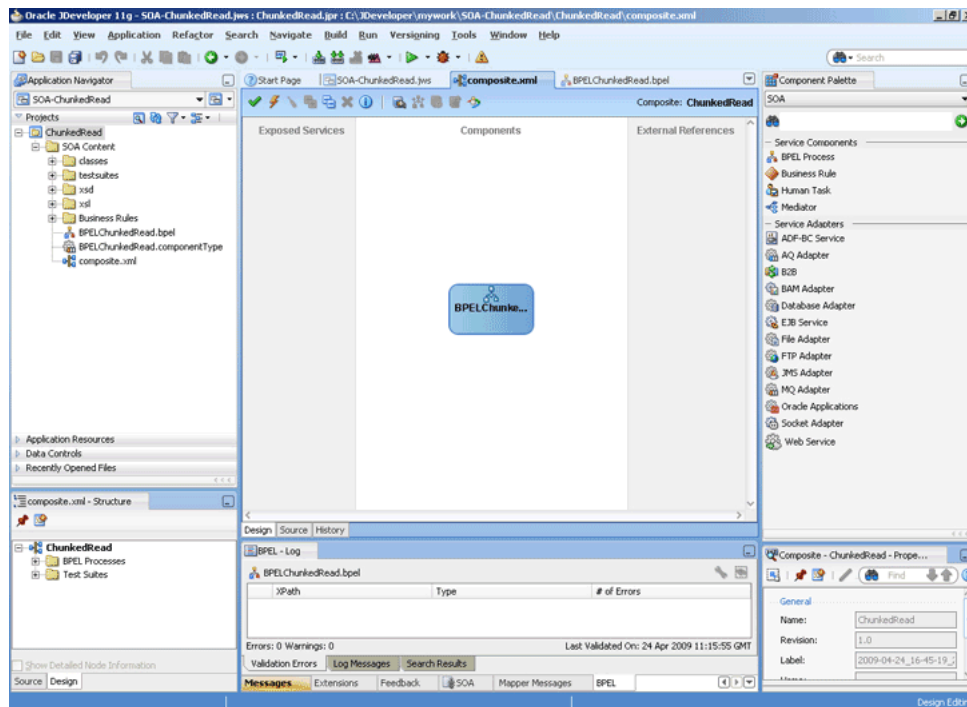 Oracle JDeveloper 11g - SOA-ChunkedRead.jws : ChunkedRead.jpr : C:\JDeveloper\mywork\SOA-ChunkedRead\ChunkedRead\composite.xml
File Edit View Application Refactor Search Navigate Build Run Versioning Tools Window Help
Search
Application Navigator
SOA-ChunkedRead
Projects
ChunkedRead
SOA Content
classes
testsuites
xsd
xsl
Business Rules
BPELChunkedRead.bpel
BPELChunkedRead.componentType
composite.xml
Application Resources
Data Controls
Recently Opened Files
composite.xml - Structure
ChunkedRead
BPEL Processes
Test Suites
Show Detailed Node Information
Source Design
Start Page SOA-ChunkedRead.jws composite.xml BPELChunkedRead.bpel
Composite: ChunkedRead
Exposed Services Components External References
BPELChunke...
Design Source History
BPEL - Log
BPELChunkedRead.bpel
XPath Type # of Errors
Errors: 0 Warnings: 0 Last Validated On: 24 Apr 2009 11:15:55 GMT
Validation Errors Log Messages Search Results
Messages Extensions Feedback SOA Mapper Messages BPEL
Component Palette
SOA
Service Components
BPEL Process
Business Rule
Human Task
Mediator
Service Adapters
ADF-BC Service
AQ Adapter
B2B
BAM Adapter
Database Adapter
EJB Service
File Adapter
FTP Adapter
JMS Adapter
MQ Adapter
Oracle Applications
Socket Adapter
Web Service
Composite - ChunkedRead - Prope...
Find
General
Name: ChunkedRead
Revision: 1.0
Label: 2009-04-24_16-45-19_
Design Editin